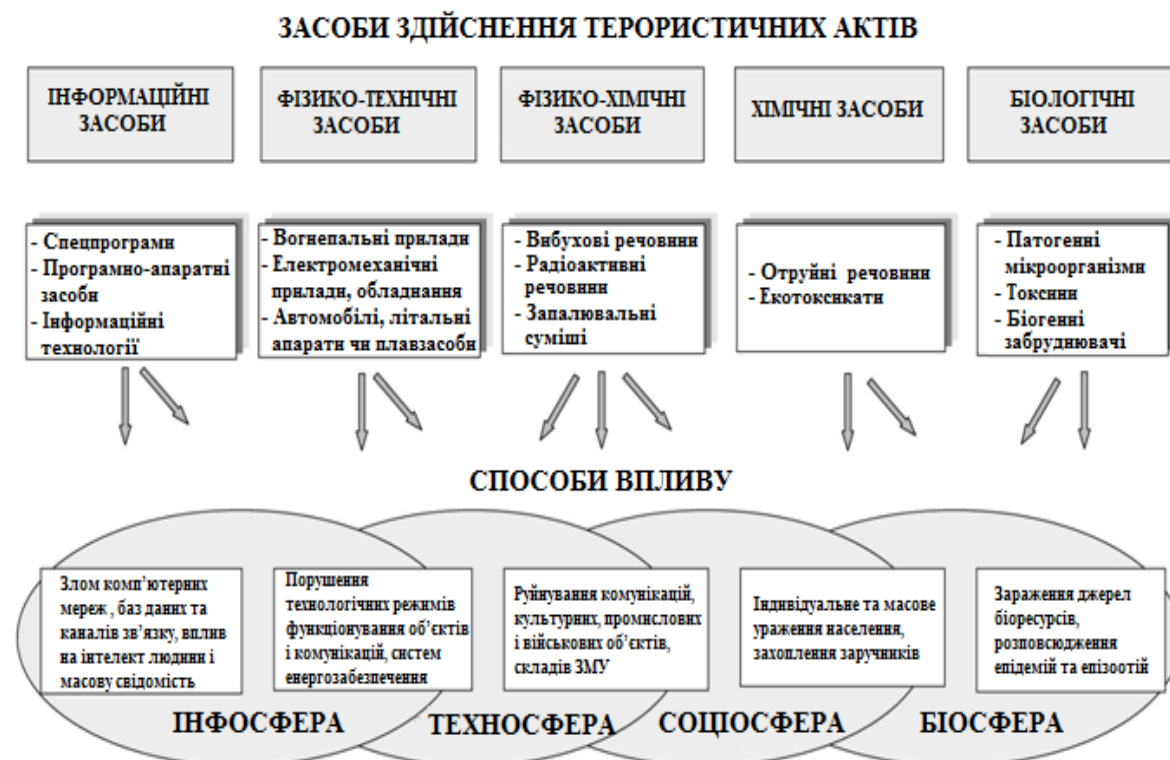 ЗАСОБИ ЗДІЙСНЕННЯ ТЕРОРИСТИЧНИХ АКТІВ
ІНФОРМАЦІЙНІ
ЗАСОБИ
ФІЗИКО-ТЕХНІЧНІ
ЗАСОБИ
ФІЗИКО-ХІМІЧНІ
ЗАСОБИ
ХІМІЧНІ ЗАСОБИ
БІОЛОГІЧНІ
ЗАСОБИ
- Спецпрограми
- Програмно-апаратні
засоби
- Інформаційні
технології
- Вогнепальні прилади
- Електромеханічні
прилади, обладнання
- Автомобілі, літальні
апарати чи плавзасоби
- Вибухові речовини
- Радіоактивні
речовини
- Запалювальні
суміші
- Отруйні речовини
- Екотоксикати
- Патогенні
мікроорганізми
- Токсини
- Біогенні
забруднювачі
СПОСОБИ ВПЛИВУ
Злом комп’ютерних
мереж , баз даних та
каналів зв’язку, вплив
на інтелект людини і
масову свідомість
Порушення
технологічних режимів
функціонування об’єктів
і комунікацій, систем
енергозабезпечення
Руйнування комунікацій,
культурних, промислових
і військових об’єктів,
складів ЗМУ
Індивідуальне та масове
ураження населення,
захоплення заручників
Зараження джерел
біоресурсів,
розповсюдження
епідемій та епізоотій
ІНФОСФЕРА
ТЕХНОСФЕРА
СОЦІОСФЕРА
БІОСФЕРА